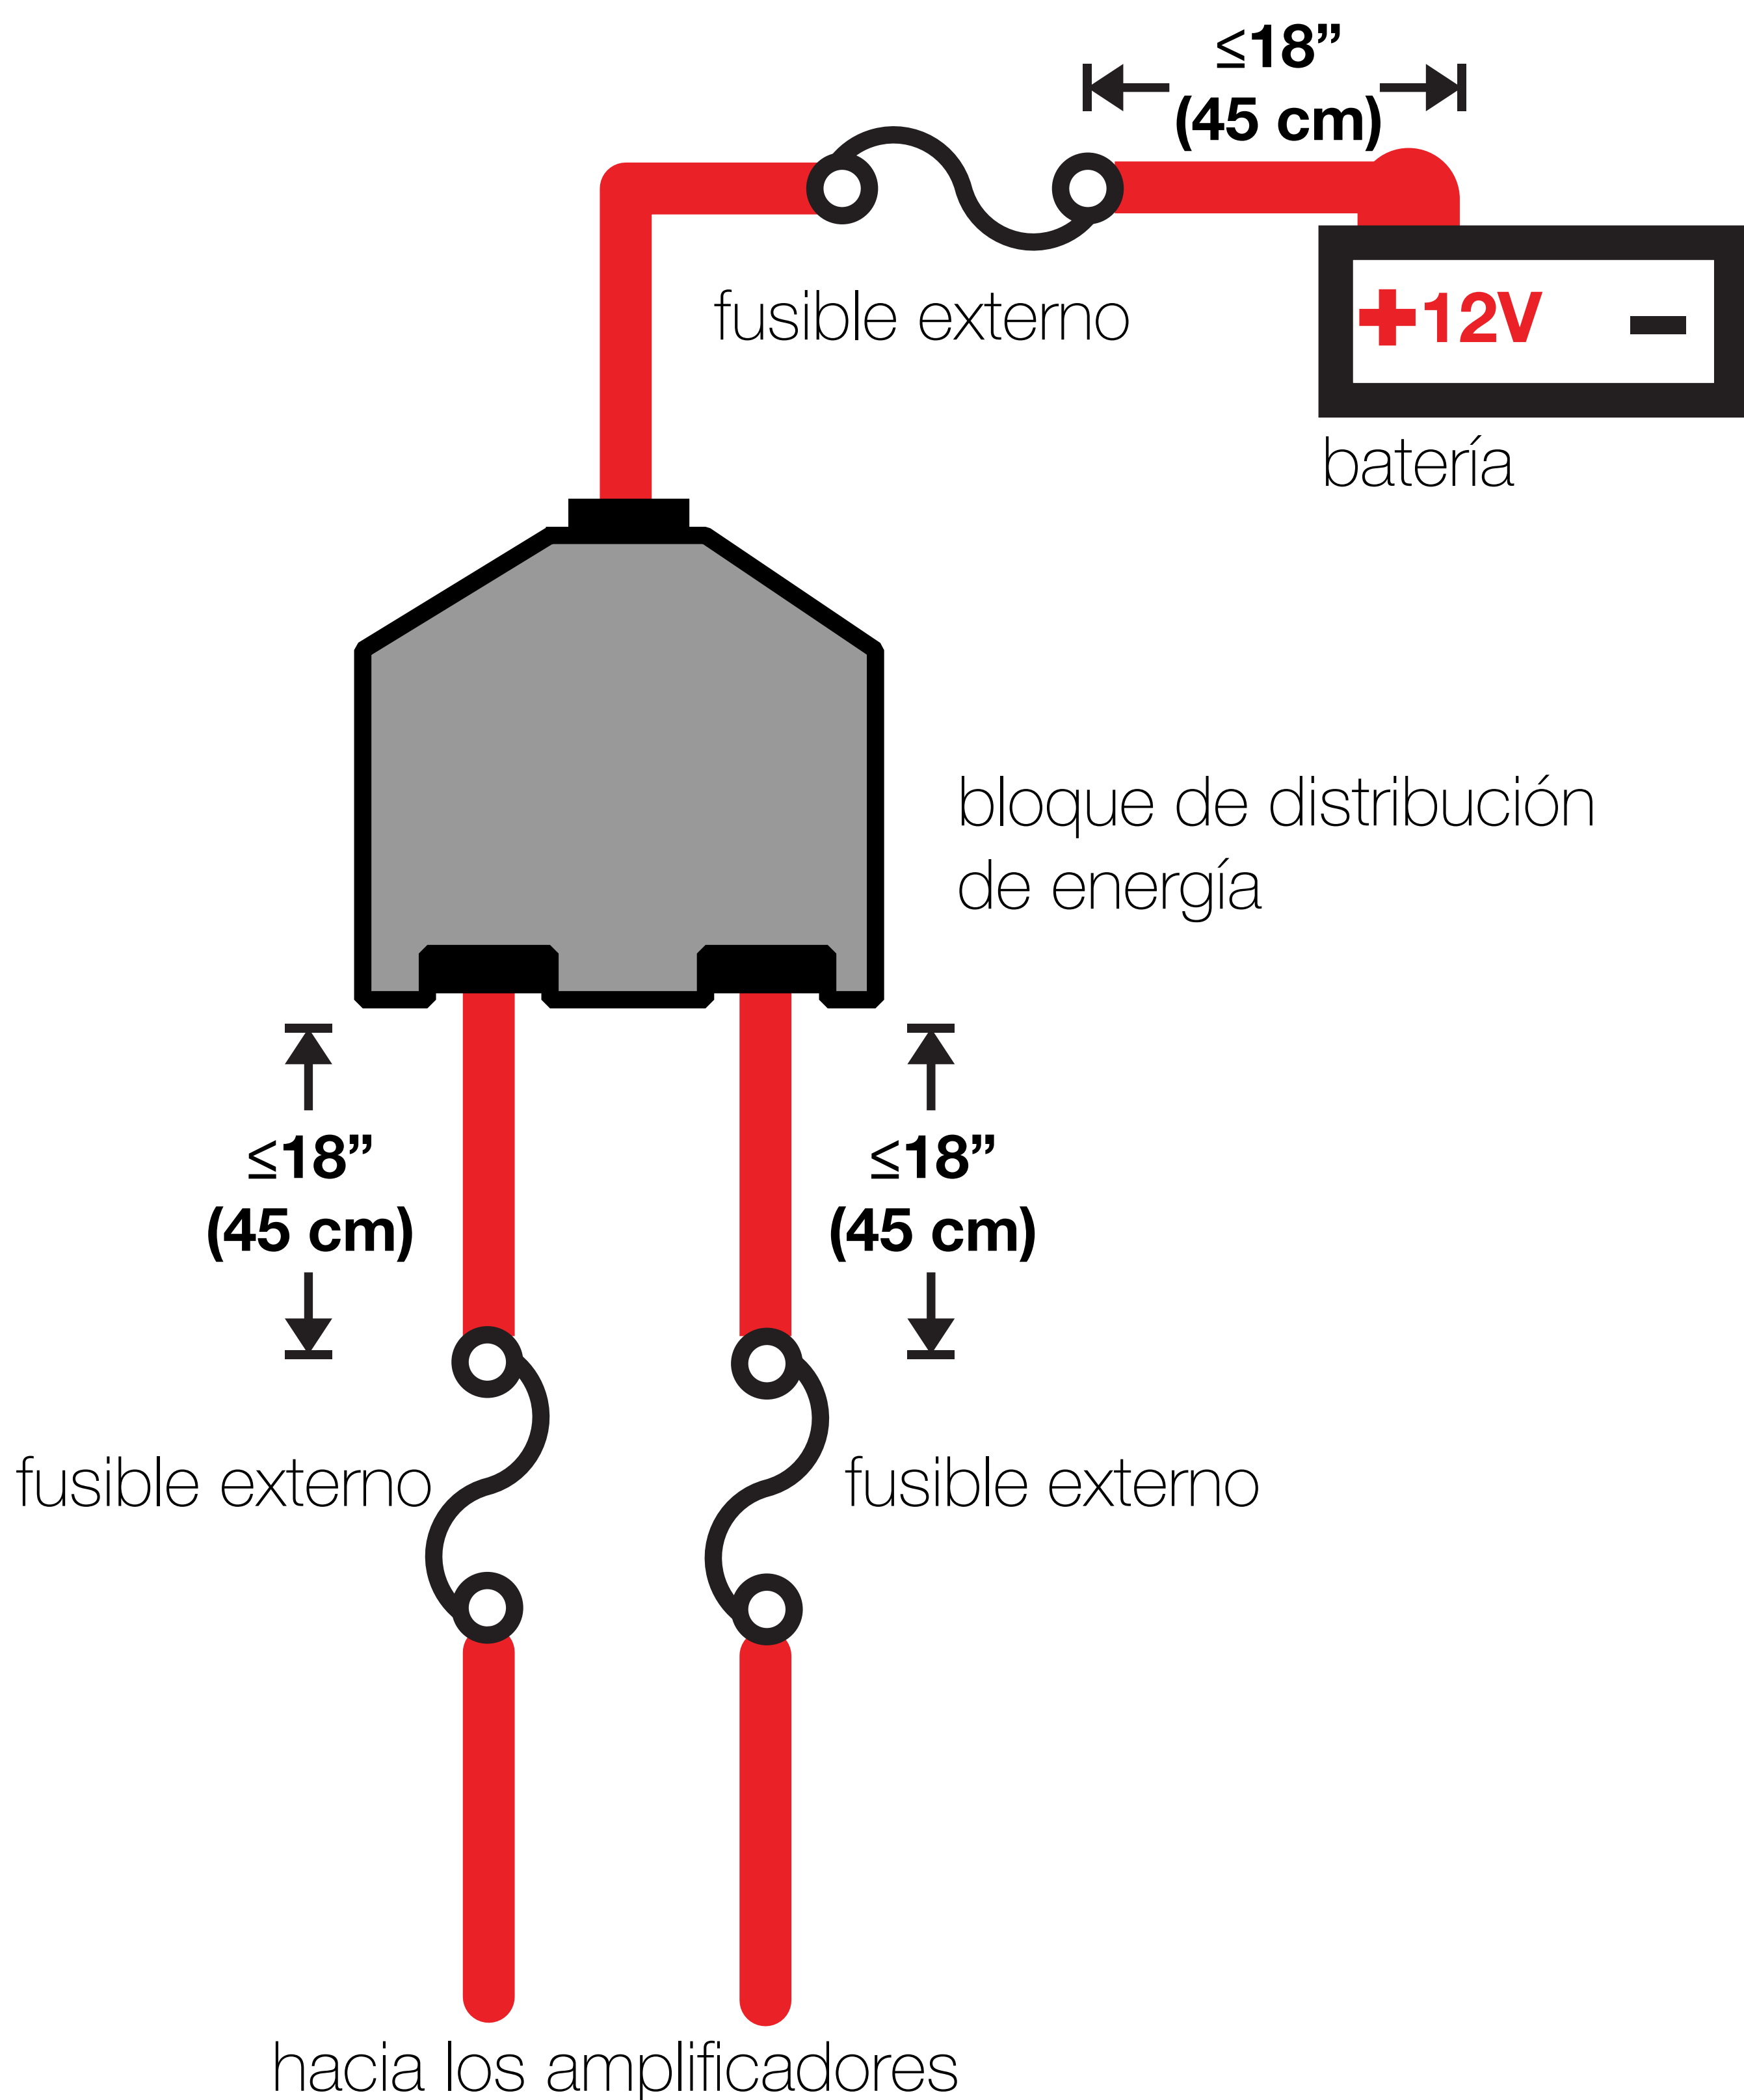 ≤18”
(45 cm)
fusible externo
+12V -
batería
bloque de distribución
de energía
≤18”
(45 cm)
≤18”
(45 cm)
fusible externo
fusible externo
hacia los amplificadores